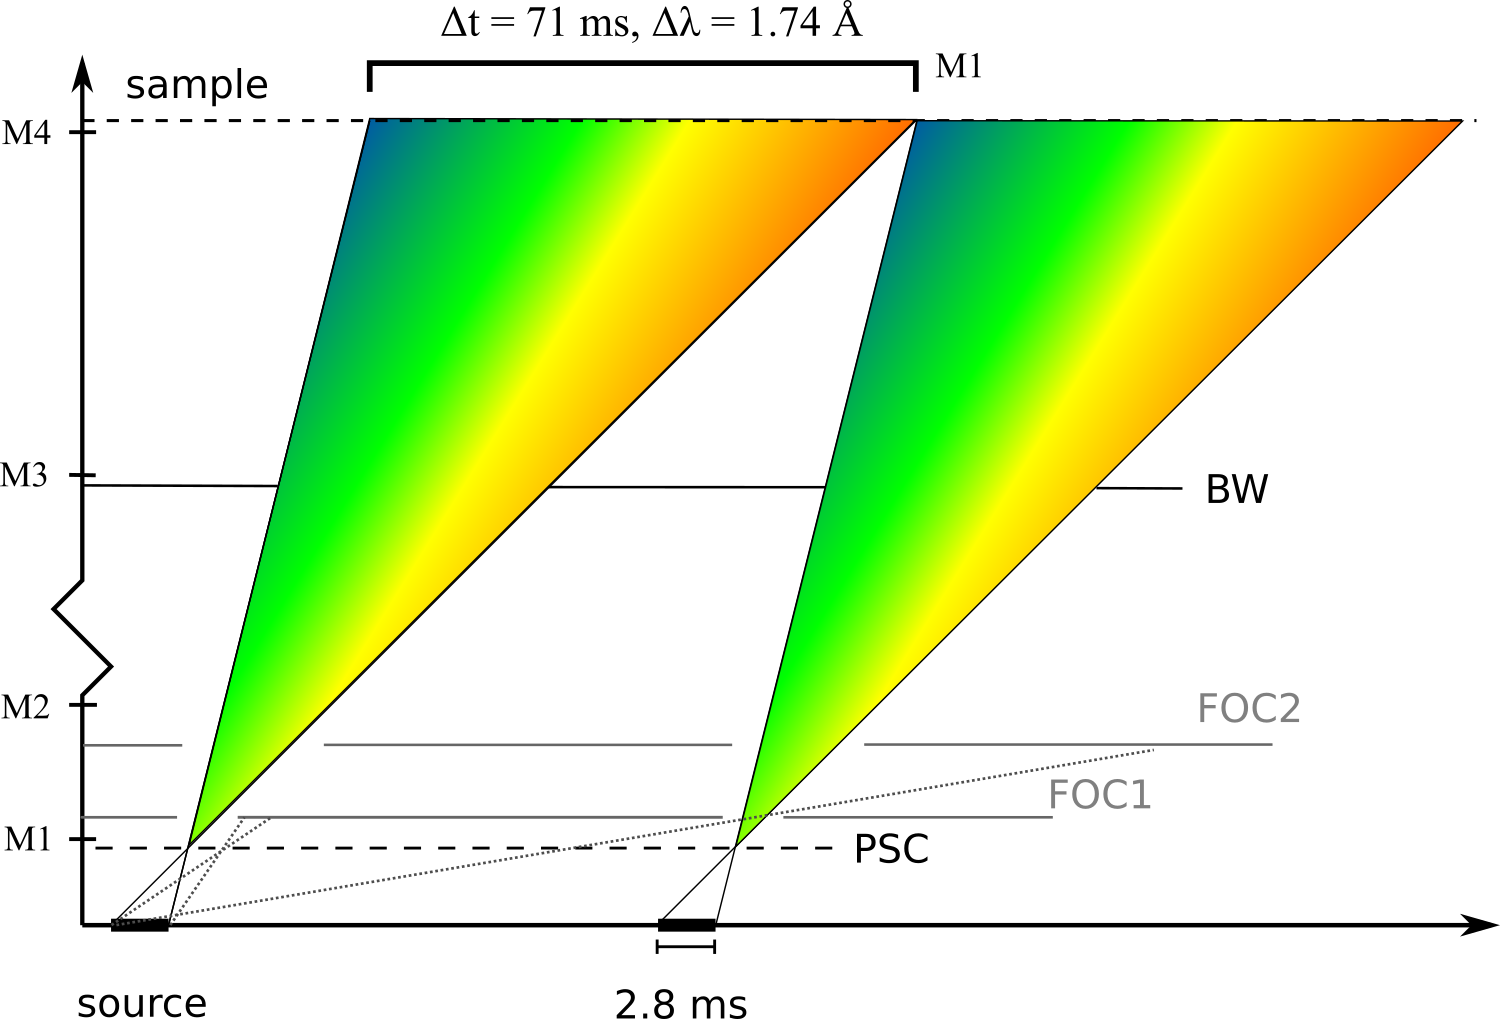 Δt = 71 ms, Δλ = 1.74 Å
M1
sample
M4
M3
BW
M2
FOC2
FOC1
M1
PSC
source
2.8 ms